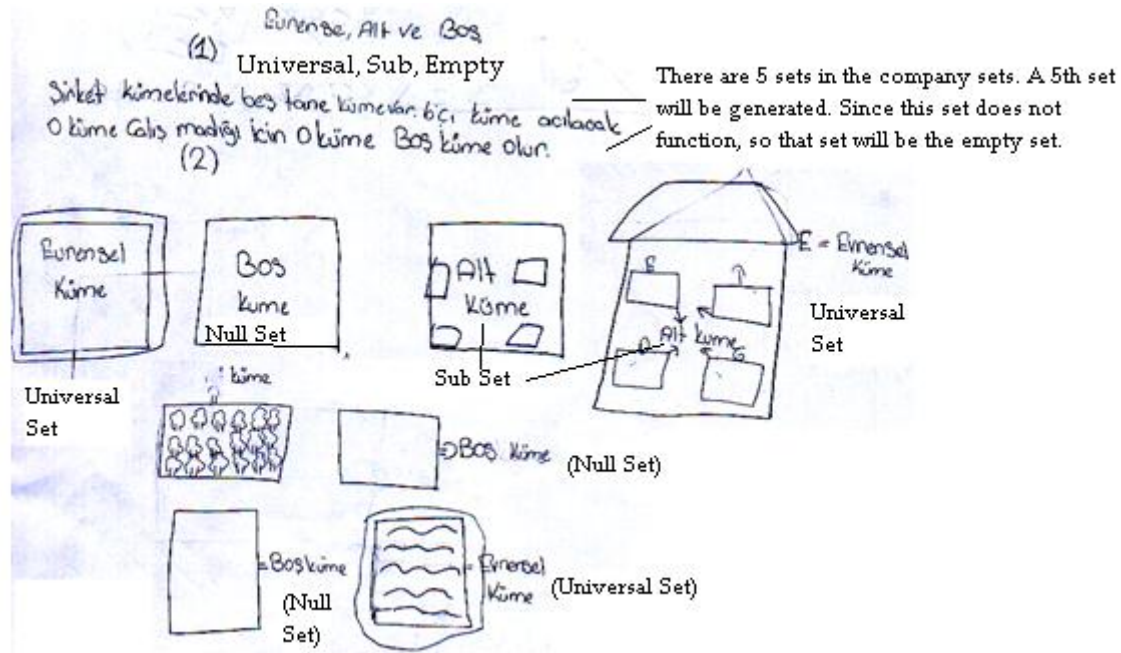 Evrense, Alt ve Boş
(1)
Universal, Sub, Empty
Şirket kümelerinde beş tane küme var. küme açılacak
O küme Çalış madığı için O küme Boş küme olur.
(2)
There are 5 sets in the company sets. A 5th set
will be generated. Since this set does not
function, so that set will be the empty set.
Evrensel
Küme
Boş
Kume
Null Set
Alt
Küme
E = Evrensel
Küme
Universal
Set
E
Alt kume
G
Sub Set
Universal
Set
küme
=Boş Küme
(Null Set)
=Boş küme
(Null
Set)
= Evrensel
Küme
(Universal Set)